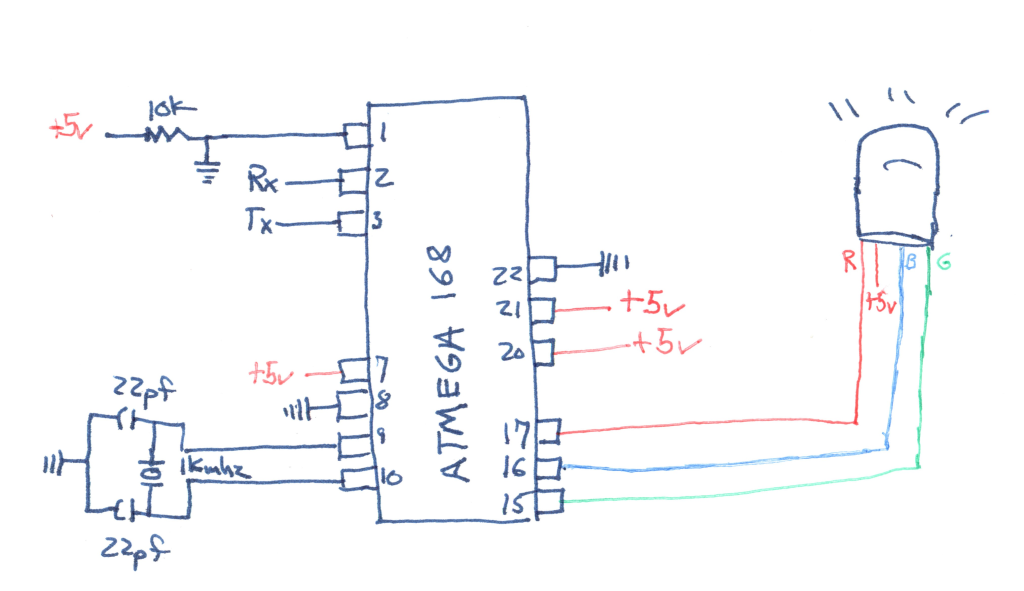 10k
+5v
1
Rx
2
Tx
3
ATMEGA 168
22
21
+5v
20
+5v
R
+5v
B
G
+5v
7
8
22pf
9
1kmhz
10
22pf
17
16
15